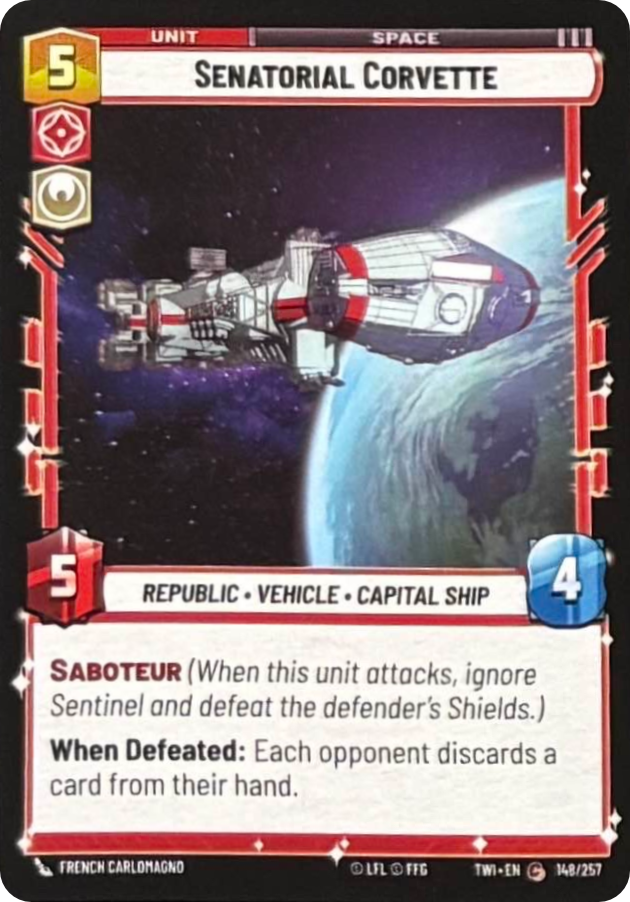 UNIT
SPACE
5
SENATORIAL CORVETTE
5
REPUBLIC • VEHICLE • CAPITAL SHIP
4
SABOTEUR (When this unit attacks, ignore
Sentinel and defeat the defender's Shields.)
When Defeated: Each opponent discards a
card from their hand.
FRENCH CARLOMAGNO
© LFL © FFG
TWI • EN C 148/257